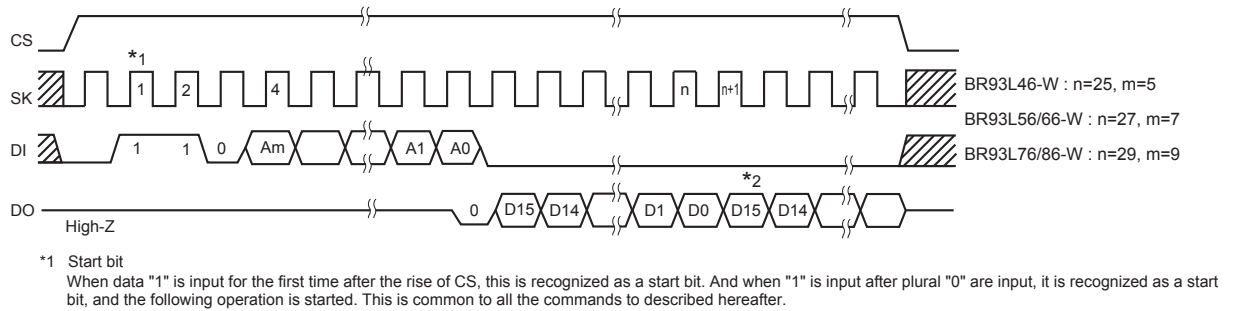 CS
*1
SK 1 2 4 n n+1
BR93L46-W : n=25, m=5
BR93L56/66-W : n=27, m=7
DI 1 1 0 Am A1 A0
BR93L76/86-W : n=29, m=9
*2
DO 0 D15 D14 D1 D0 D15 D14
High-Z
*1 Start bit
When data "1" is input for the first time after the rise of CS, this is recognized as a start bit. And when "1" is input after plural "0" are input, it is recognized as a start
bit, and the following operation is started. This is common to all the commands to described hereafter.